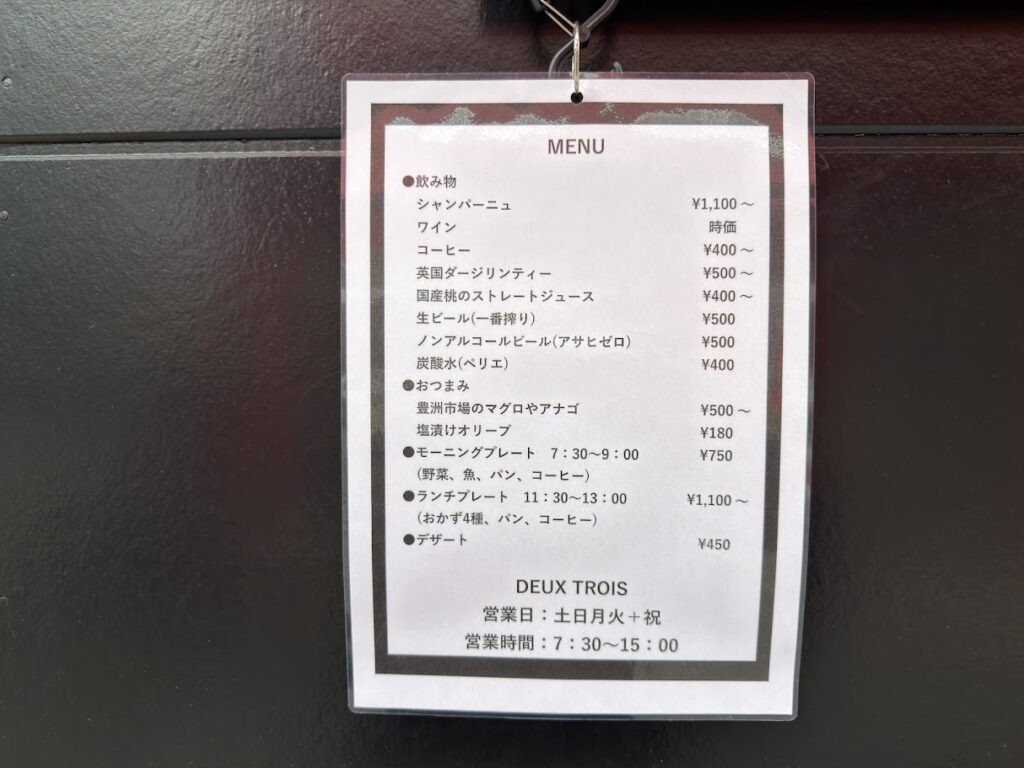 MENU
●飲み物
シャンパーニュ ¥1,100～
ワイン 時価
コーヒー ¥400～
英国ダージリンティー ¥500～
国産桃のストレートジュース ¥400～
生ビール(一番搾り) ¥500
ノンアルコールビール(アサヒゼロ) ¥500
炭酸水(ペリエ) ¥400
●おつまみ
豊洲市場のマグロやアナゴ ¥500～
塩漬けオリーブ ¥180
●モーニングプレート 7：30～9：00 ¥750
(野菜、魚、パン、コーヒー)
●ランチプレート 11：30～13：00 ¥1,100～
(おかず4種、パン、コーヒー)
●デザート ¥450
DEUX TROIS
営業日：土日月火＋祝
営業時間：7：30～15：00